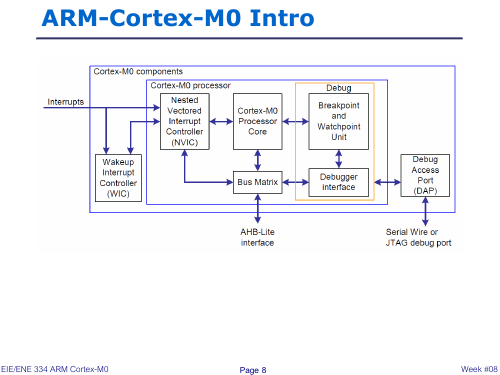 ARM-Cortex-M0 Intro
Cortex-M0 components
Cortex-M0 processor
Debug
Interrupts
Nested
Vectored
Interrupt
Controller
(NVIC)
Cortex-M0
Processor
Core
Breakpoint
and
Watchpoint
Unit
Wakeup
Interrupt
Controller
(WIC)
Bus Matrix
Debugger
interface
Debug
Access
Port
(DAP)
AHB-Lite
interface
Serial Wire or
JTAG debug port
EIE/ENE 334 ARM Cortex-M0
Page 8
Week #08